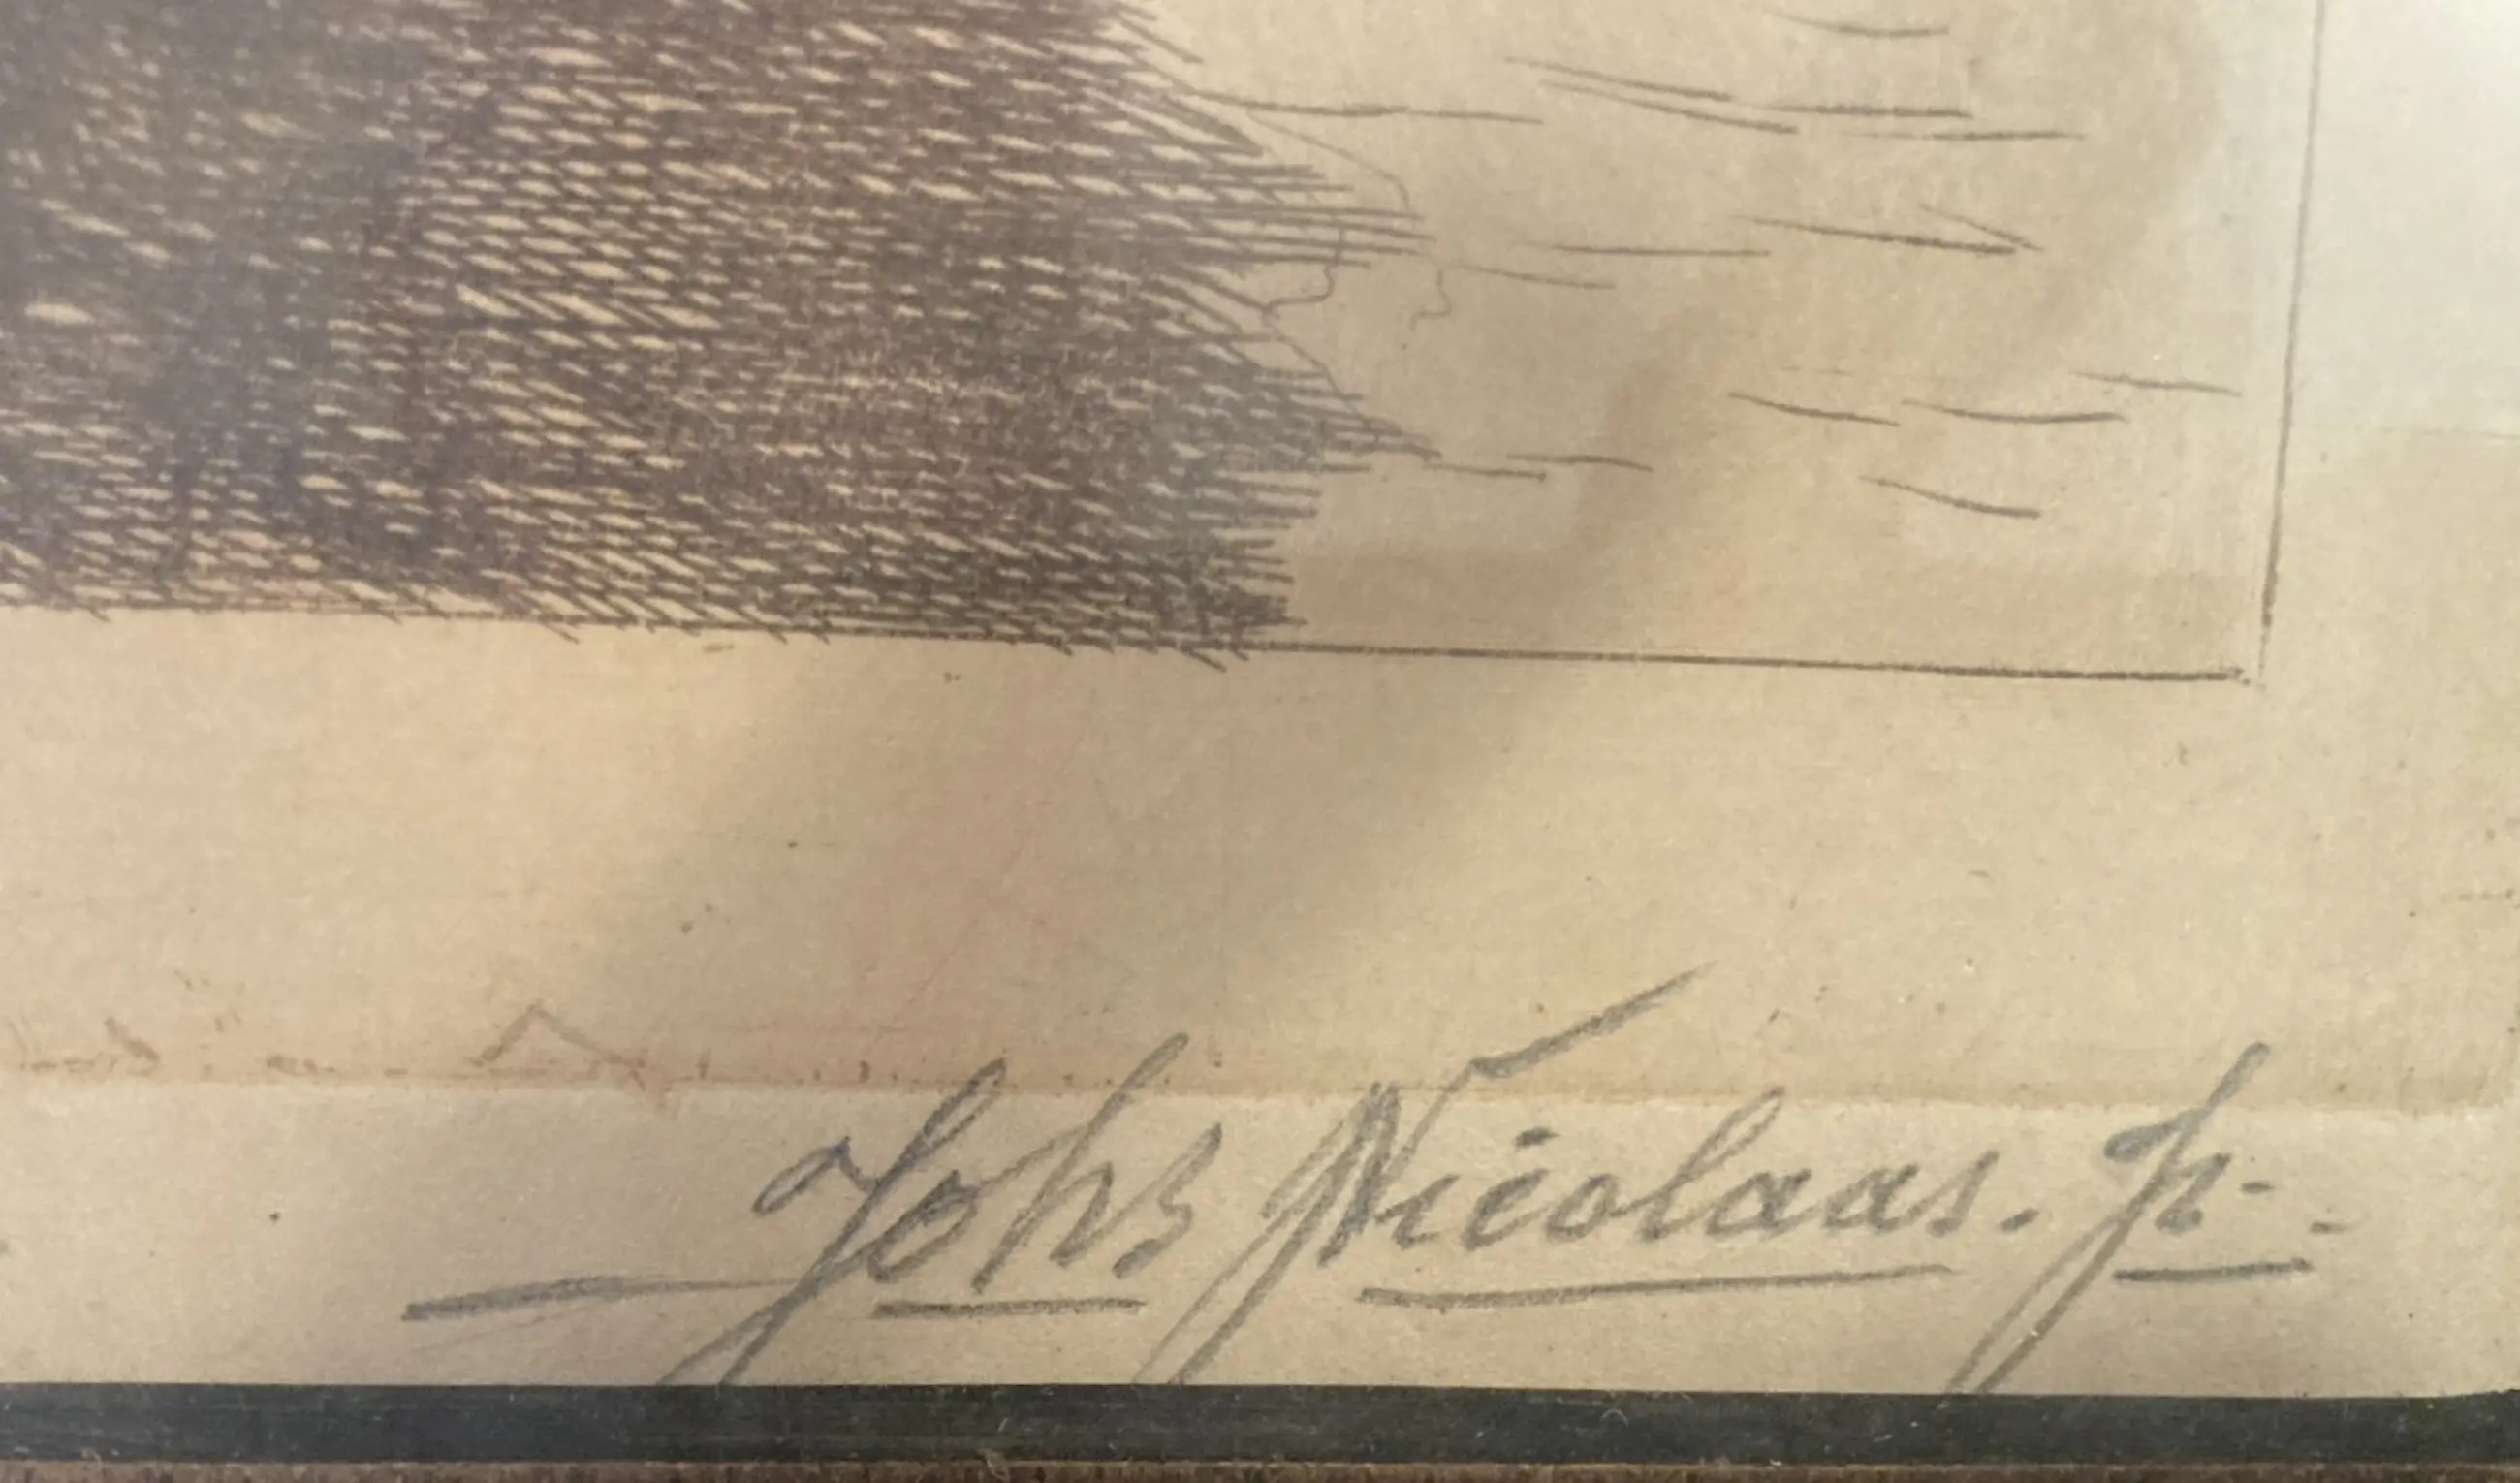 Johs Nicolaas. Jr.